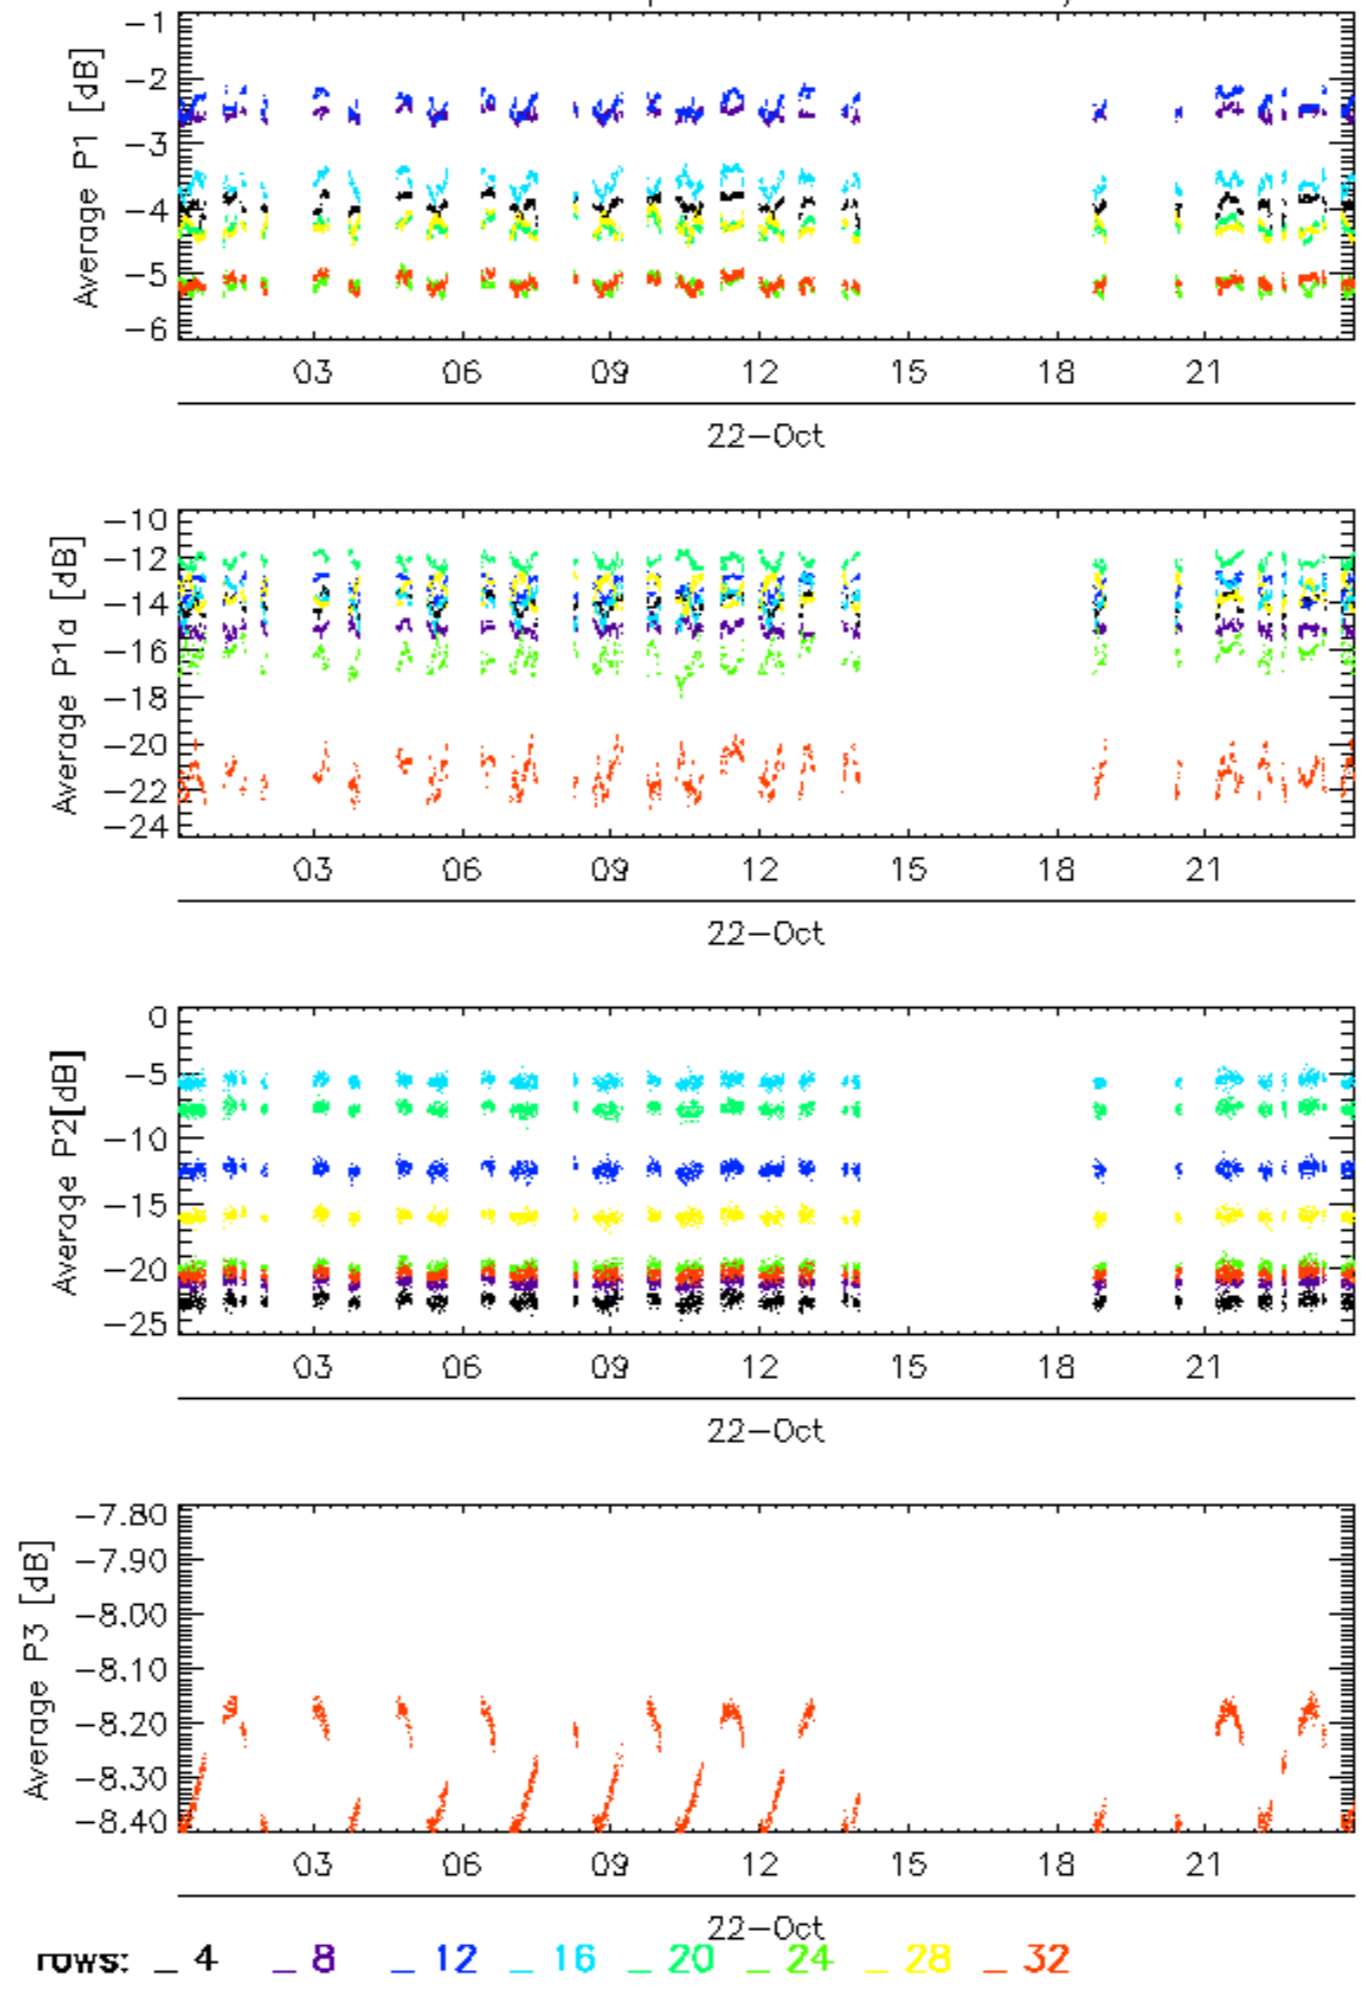 Average P1 [dB]
-1
-2
-3
-4
-5
-6
03 06 09 12 15 18 21
22-Oct
Average P1a [dB]
-10
-12
-14
-16
-18
-20
-22
-24
03 06 09 12 15 18 21
22-Oct
Average P2[dB]
0
-5
-10
-15
-20
-25
03 06 09 12 15 18 21
22-Oct
Average P3 [dB]
-7.80
-7.90
-8.00
-8.10
-8.20
-8.30
-8.40
03 06 09 12 15 18 21
22-Oct
rows: _ 4 _ 8 _ 12 _ 16 _ 20 _ 24 _ 28 _ 32